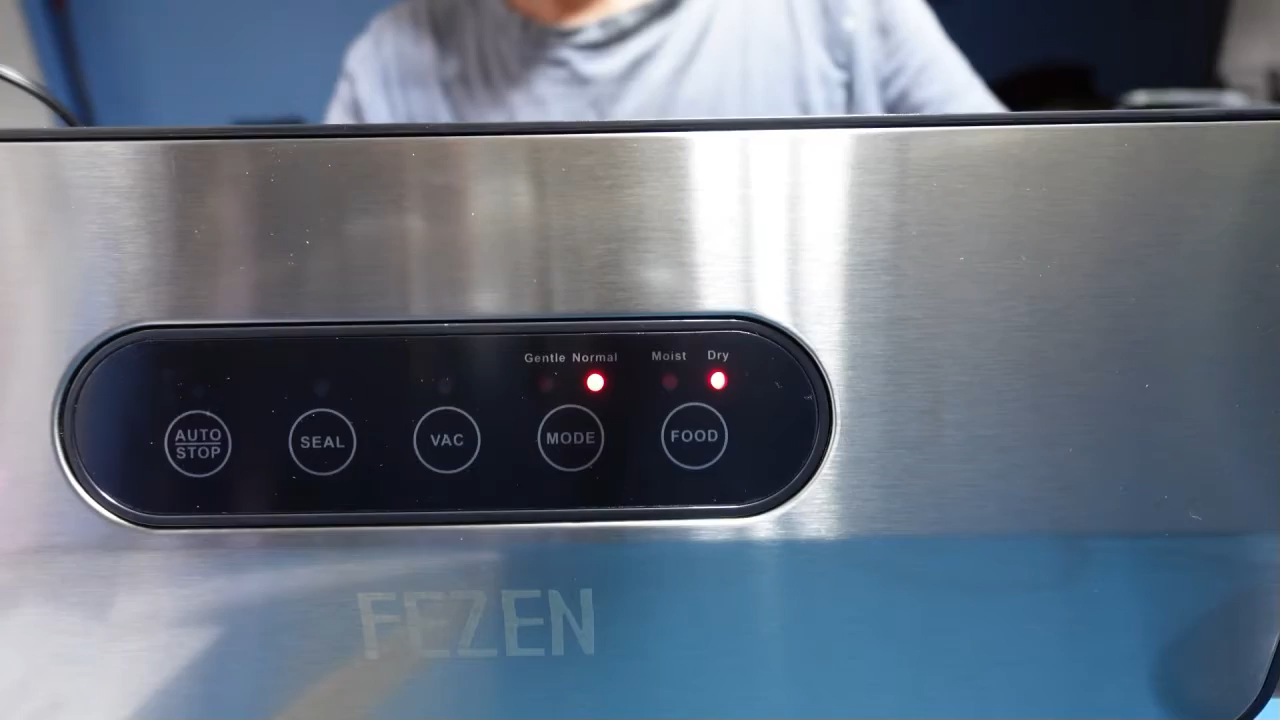 Gentle Normal Moist Dry
AUTO
STOP
SEAL
VAC
MODE
FOOD
FEZEN